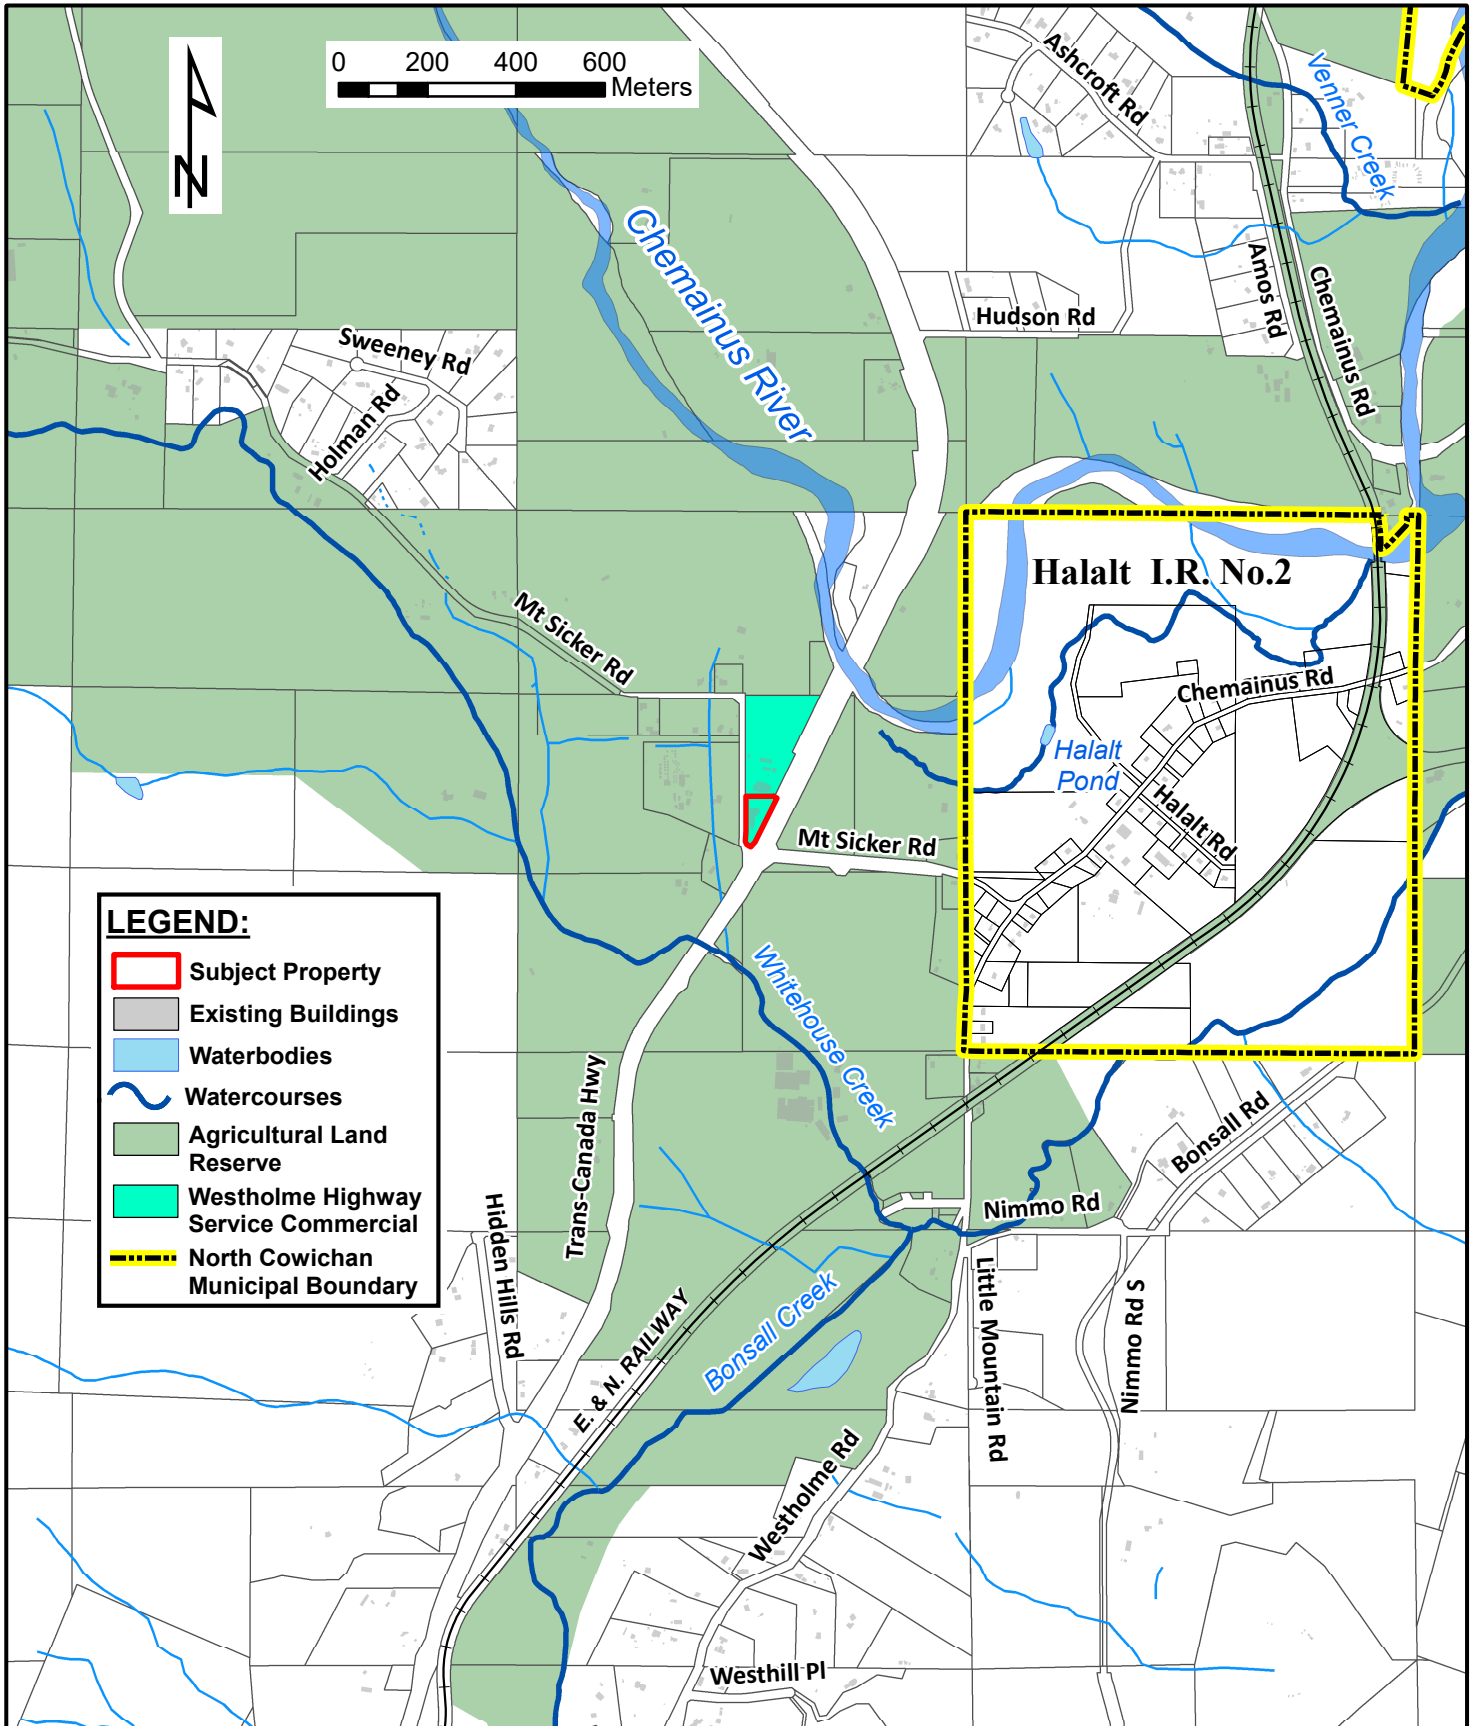 0 200 400 600
Meters
N
Ashcroft Rd
Venner Creek
Chemainus River
Amos Rd
Chemainus Rd
Hudson Rd
Sweeney Rd
Holman Rd
Halalt I.R. No.2
Mt Sicker Rd
Chemainus Rd
Halalt
Pond
Halalt Rd
Mt Sicker Rd
LEGEND:
Subject Property
Existing Buildings
Waterbodies
Watercourses
Agricultural Land
Reserve
Westholme Highway
Service Commercial
North Cowichan
Municipal Boundary
Whitehouse Creek
Trans-Canada Hwy
Bonsall Rd
Nimmo Rd
Hidden Hills Rd
Bonsall Creek
E. & N. RAILWAY
Little Mountain Rd
Nimmo Rd S
Westholme Rd
Westhill Pl